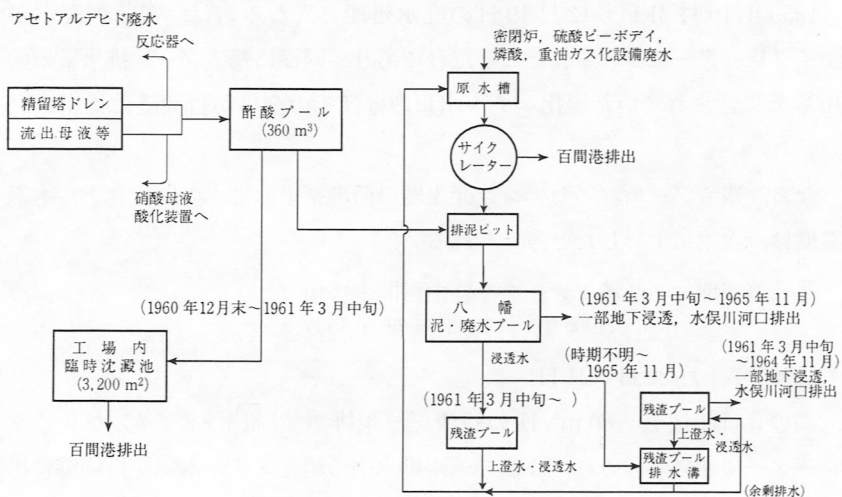 アセトアルデヒド廃水
反応器へ
精留塔ドレン
流出母液等
硝酸母液
酸化装置へ
酢酸プール
(360 m³)
(1960年12月末～1961年3月中旬)
工場内
臨時沈澱池
(3,200 m²)
百間港排出
密閉炉，硫酸ピーボデイ，
燐酸，重油ガス化設備廃水
原水槽
サイク
レーター
百間港排出
排泥ピット
八幡
泥・廃水プール
(1961年3月中旬～1965年11月)
一部地下浸透，水俣川河口排出
浸透水
(時期不明～
1965年11月)
(1961年3月中旬
～1964年11月)
一部地下浸透，
水俣川河口排出
(1961年3月中旬～ )
残渣プール
上澄水・浸透水
残渣プール
上澄水・
浸透水
残渣プール
排水溝
(余剰排水)